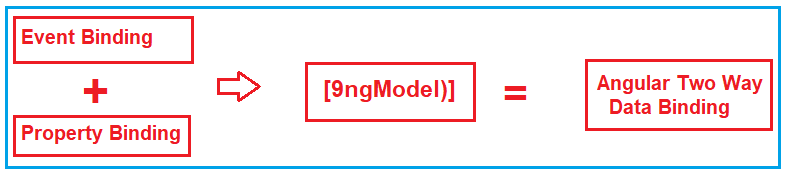 Event Binding
+
Property Binding
[9ngModel)]
=
Angular Two Way
Data Binding